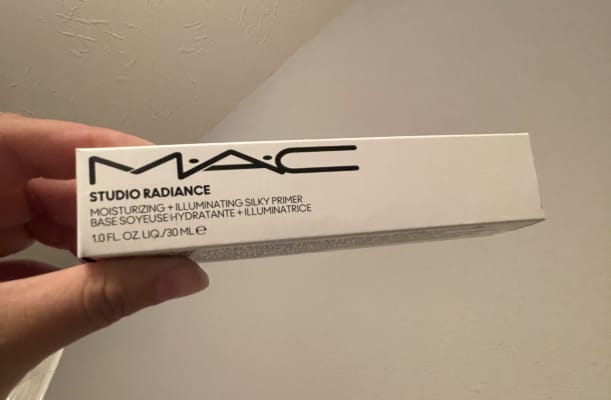 M·A·C
STUDIO RADIANCE
MOISTURIZING + ILLUMINATING SILKY PRIMER
BASE SOYEUSE HYDRATANTE + ILLUMINATRICE
1.0 FL. OZ. LIQ./30 ML ℮